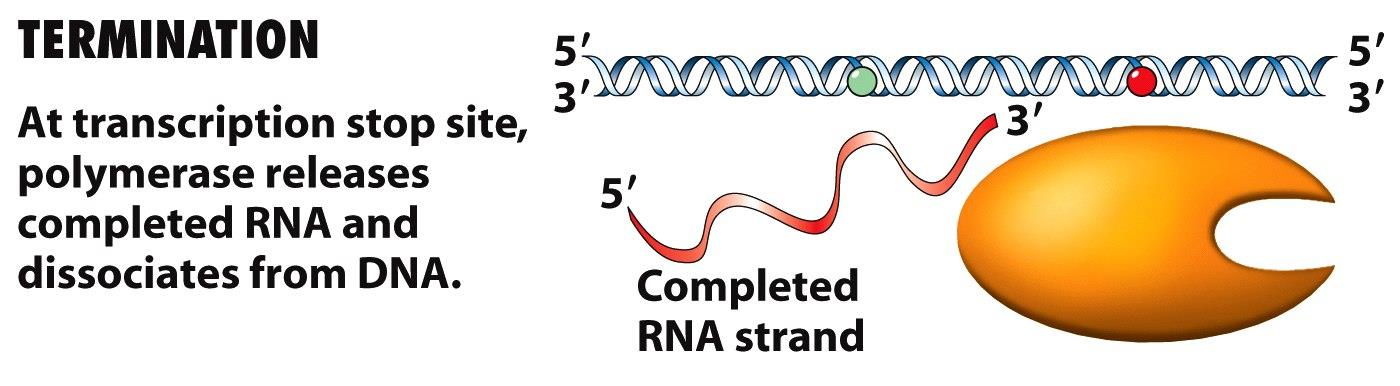 TERMINATION
At transcription stop site,
polymerase releases
completed RNA and
dissociates from DNA.
5′
3′
5′
3′
5′
3′
Completed
RNA strand